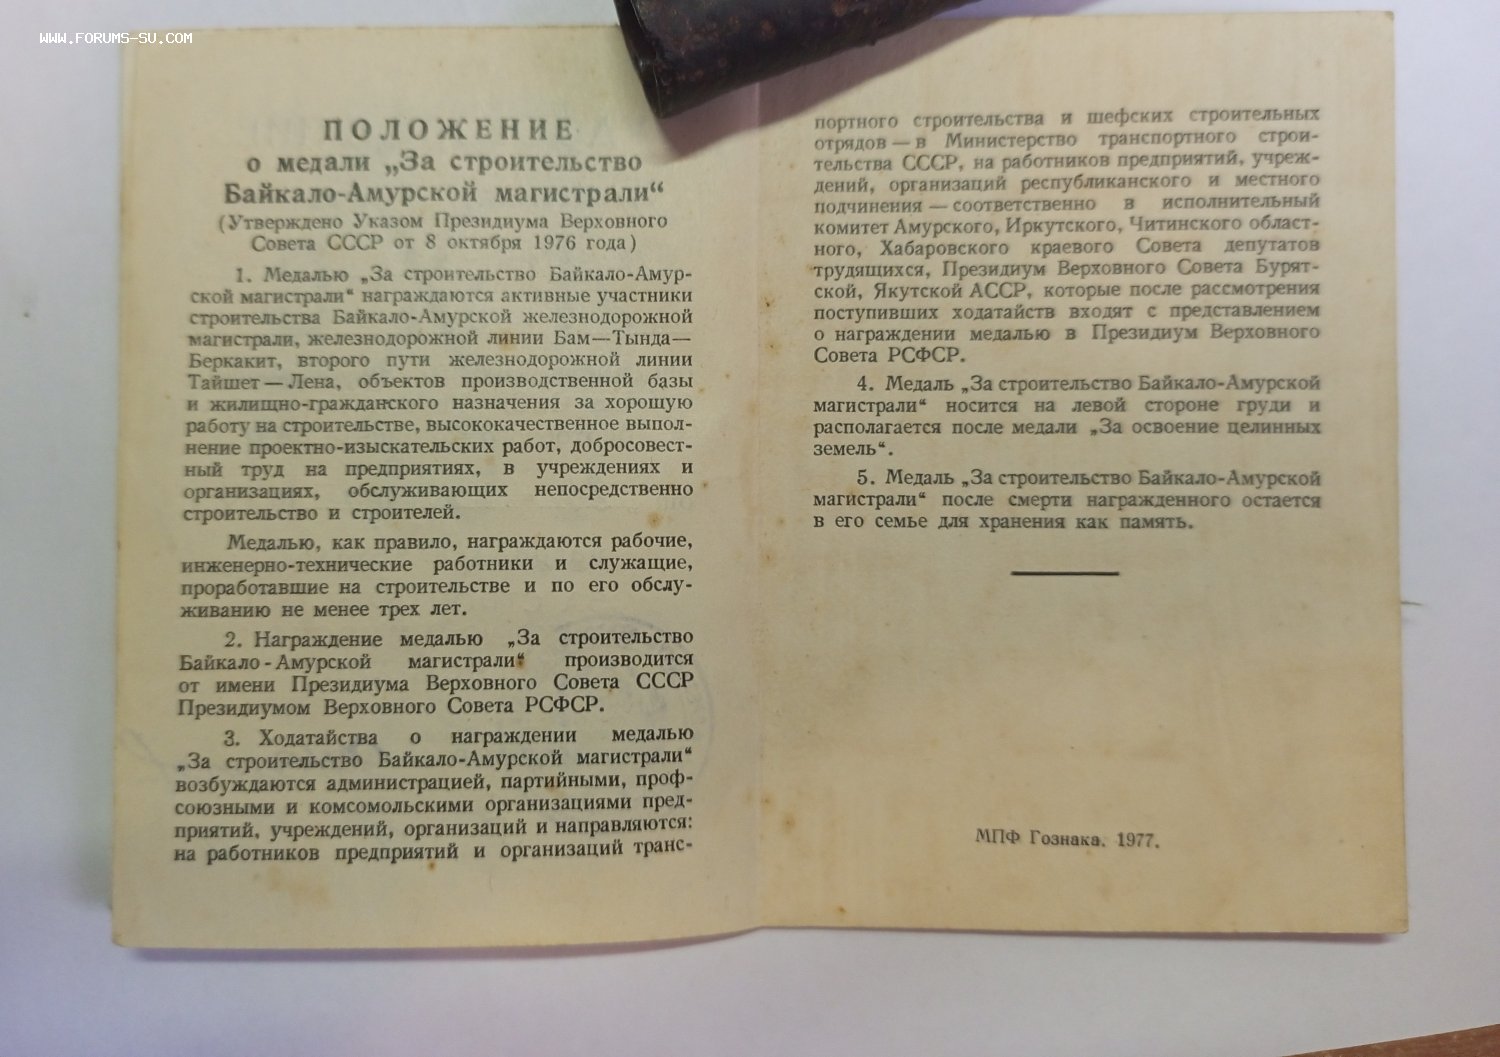 WWW.FORUMS-SU.COM
ПОЛОЖЕНИЕ
о медали „За строительство
Байкало-Амурской магистрали“
(Утверждено Указом Президиума Верховного
Совета СССР от 8 октября 1976 года)
1. Медалью „За строительство Байкало-Амур-
ской магистрали“ награждаются активные участники
строительства Байкало-Амурской железнодорожной
магистрали, железнодорожной линии Бам—Тында—
Беркакит, второго пути железнодорожной линии
Тайшет — Лена, объектов производственной базы
и жилищно-гражданского назначения за хорошую
работу на строительстве, высококачественное выпол-
нение проектно-изыскательских работ, добросовест-
ный труд на предприятиях, в учреждениях и
организациях, обслуживающих непосредственно
строительство и строителей.
Медалью, как правило, награждаются рабочие,
инженерно-технические работники и служащие,
проработавшие на строительстве и по его обслу-
живанию не менее трех лет.
2. Награждение медалью „За строительство
Байкало-Амурской магистрали“ производится
от имени Президиума Верховного Совета СССР
Президиумом Верховного Совета РСФСР.
3. Ходатайства о награждении медалью
„За строительство Байкало-Амурской магистрали“
возбуждаются администрацией, партийными, проф-
союзными и комсомольскими организациями пред-
приятий, учреждений, организаций и направляются:
на работников предприятий и организаций транс-
портного строительства и шефских строительных
отрядов — в Министерство транспортного строи-
тельства СССР, на работников предприятий, учреж-
дений, организаций республиканского и местного
подчинения — соответственно в исполнительный
комитет Амурского, Иркутского, Читинского област-
ного, Хабаровского краевого Совета депутатов
трудящихся, Президиум Верховного Совета Бурят-
ской, Якутской АССР, которые после рассмотрения
поступивших ходатайств входят с представлением
о награждении медалью в Президиум Верховного
Совета РСФСР.
4. Медаль „За строительство Байкало-Амурской
магистрали“ носится на левой стороне груди и
располагается после медали „За освоение целинных
земель“.
5. Медаль „За строительство Байкало-Амурской
магистрали“ после смерти награжденного остается
в его семье для хранения как память.
МПФ Гознака. 1977.